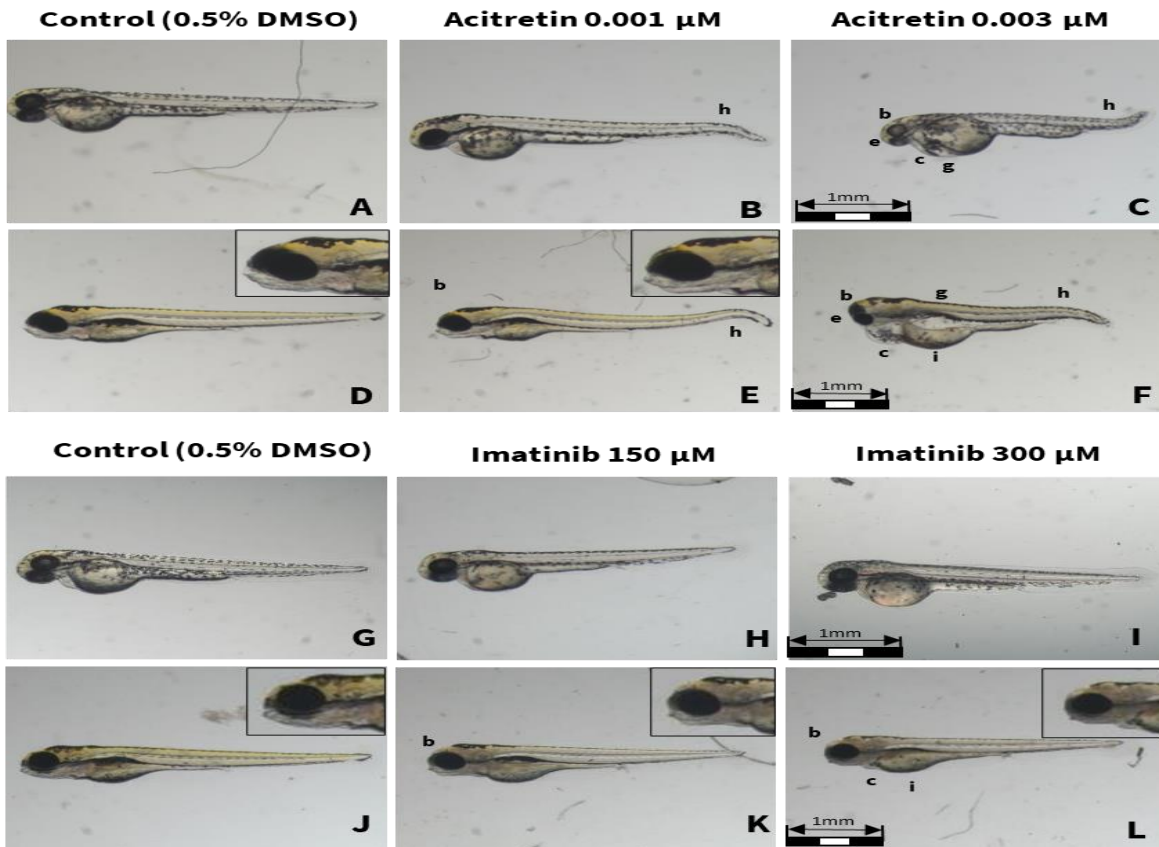 Control (0.5% DMSO) Acitretin 0.001 µM Acitretin 0.003 µM
h
h
b
e
c
g
1mm
A B C
b
g
h
b
e
h
c
i
1mm
D E F
Control (0.5% DMSO) Imatinib 150 µM Imatinib 300 µM
1mm
G H I
b
b
c
i
1mm
J K L